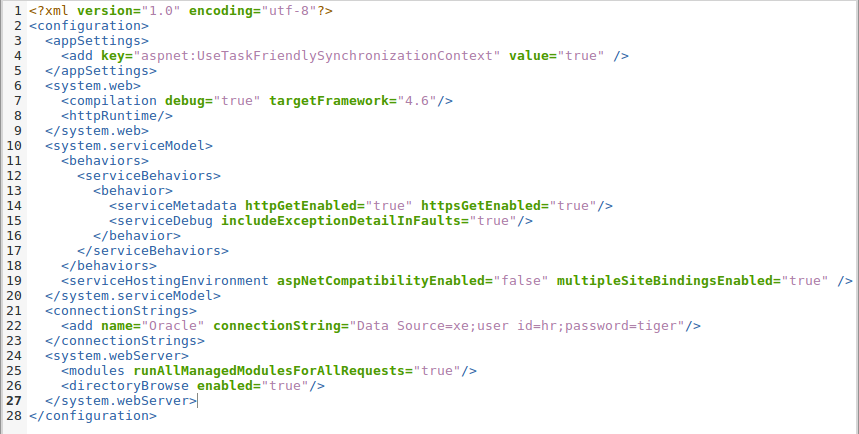 1 <?xml version="1.0" encoding="utf-8"?>
2 <configuration>
3   <appSettings>
4     <add key="aspnet:UseTaskFriendlySynchronizationContext" value="true" />
5   </appSettings>
6   <system.web>
7     <compilation debug="true" targetFramework="4.6"/>
8     <httpRuntime/>
9   </system.web>
10   <system.serviceModel>
11     <behaviors>
12       <serviceBehaviors>
13         <behavior>
14           <serviceMetadata httpGetEnabled="true" httpsGetEnabled="true"/>
15           <serviceDebug includeExceptionDetailInFaults="true"/>
16         </behavior>
17       </serviceBehaviors>
18     </behaviors>
19     <serviceHostingEnvironment aspNetCompatibilityEnabled="false" multipleSiteBindingsEnabled="true" />
20   </system.serviceModel>
21   <connectionStrings>
22     <add name="Oracle" connectionString="Data Source=xe;user id=hr;password=tiger"/>
23   </connectionStrings>
24   <system.webServer>
25     <modules runAllManagedModulesForAllRequests="true"/>
26     <directoryBrowse enabled="true"/>
27   </system.webServer>
28 </configuration>